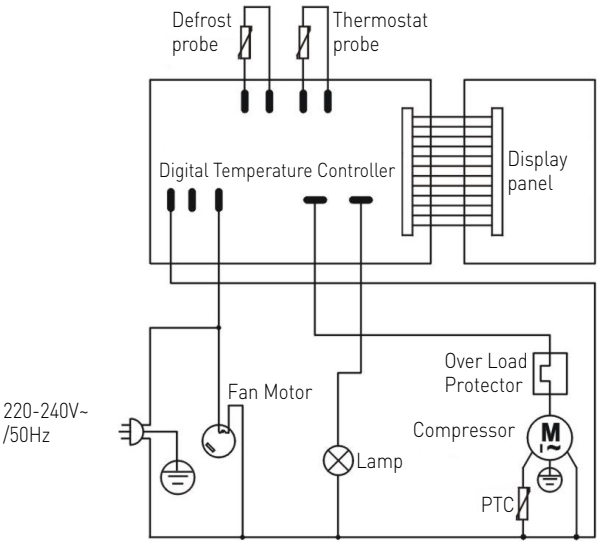 Defrost
probe
Thermostat
probe
Digital Temperature Controller
Display
panel
Over Load
Protector
Fan Motor
220-240V~
/50Hz
Compressor
M
Lamp
PTC